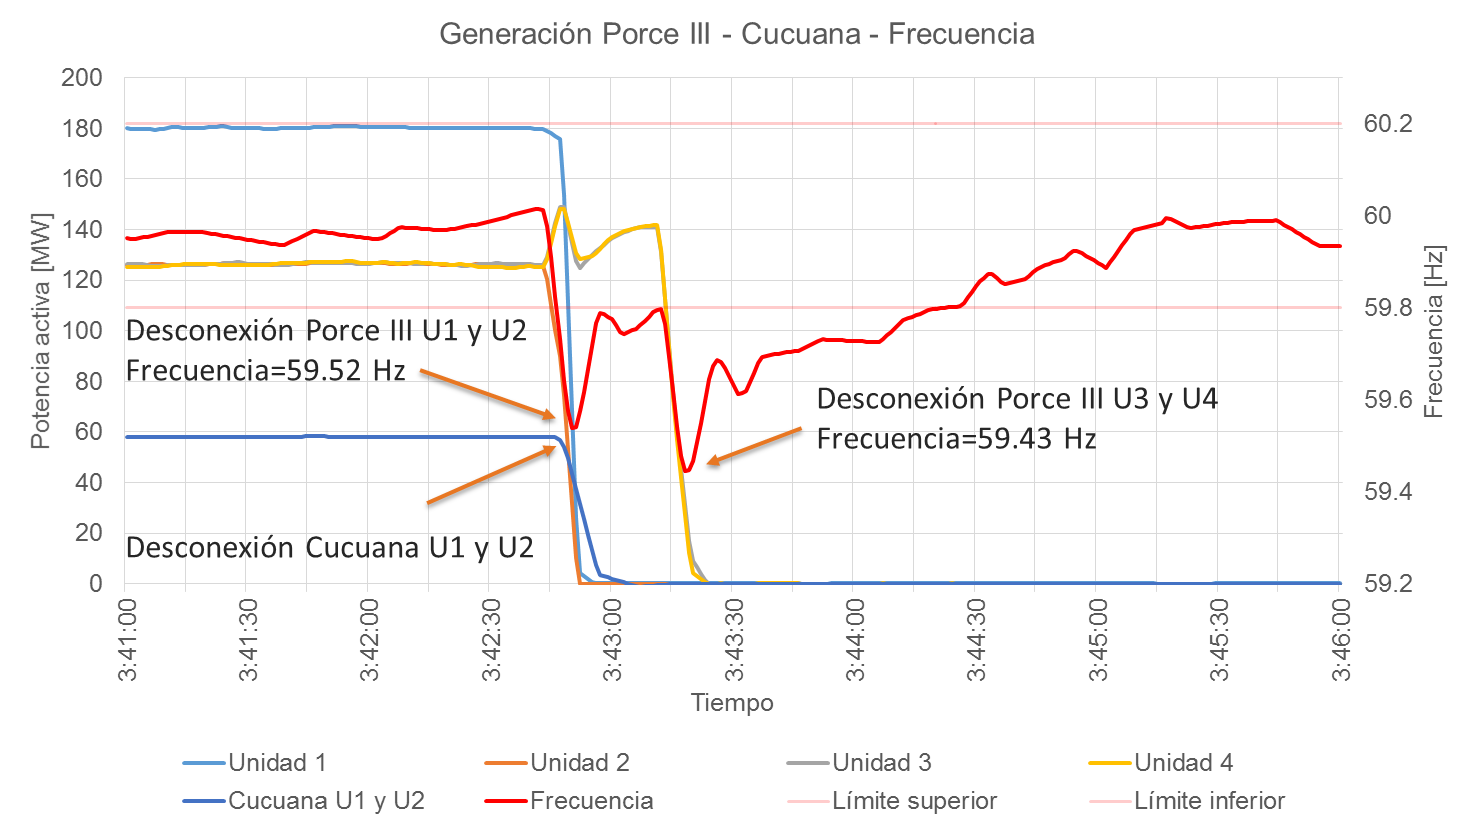 Generación Porce III - Cucuana - Frecuencia
200
180
160
140
120
100
80
60
40
20
0
Potencia activa [MW]
60.2
60
59.8
59.6
59.4
59.2
Frecuencia [Hz]
Desconexión Porce III U1 y U2
Frecuencia=59.52 Hz
Desconexión Cucuana U1 y U2
Desconexión Porce III U3 y U4
Frecuencia=59.43 Hz
3:41:00
3:41:30
3:42:00
3:42:30
3:43:00
3:43:30
3:44:00
3:44:30
3:45:00
3:45:30
3:46:00
Tiempo
Unidad 1
Unidad 2
Unidad 3
Unidad 4
Cucuana U1 y U2
Frecuencia
Límite superior
Límite inferior